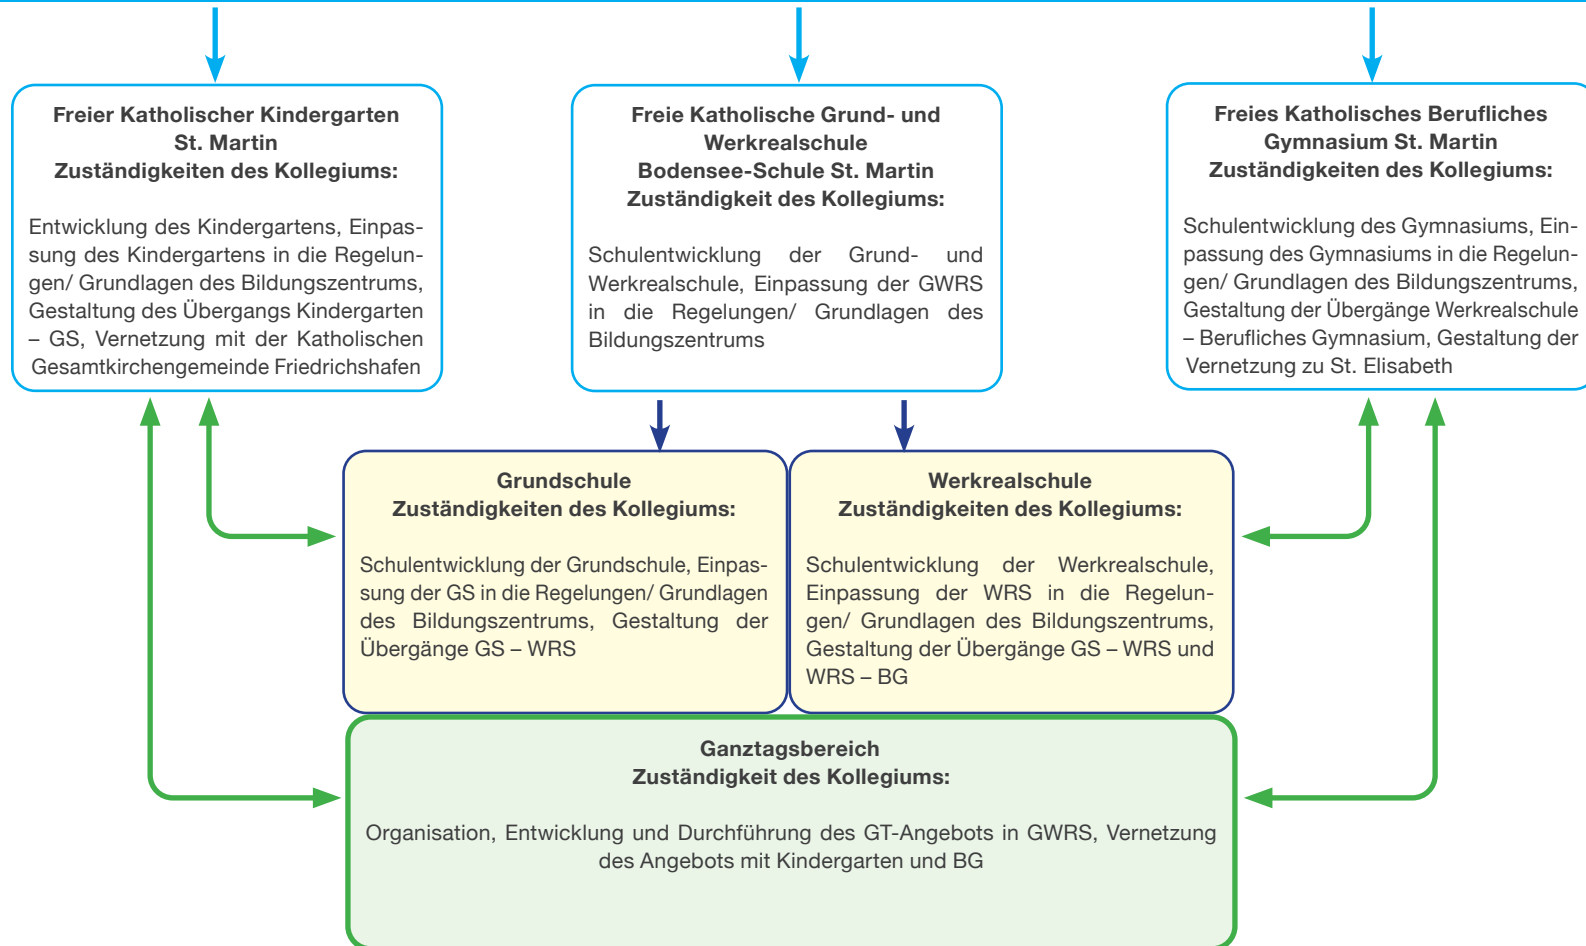 Freier Katholischer Kindergarten
St. Martin
Zuständigkeiten des Kollegiums:
Entwicklung des Kindergartens, Einpas-
sung des Kindergartens in die Regelun-
gen/ Grundlagen des Bildungszentrums,
Gestaltung des Übergangs Kindergarten
– GS, Vernetzung mit der Katholischen
Gesamtkirchengemeinde Friedrichshafen
Freie Katholische Grund- und
Werkrealschule
Bodensee-Schule St. Martin
Zuständigkeit des Kollegiums:
Schulentwicklung der Grund- und
Werkrealschule, Einpassung der GWRS
in die Regelungen/ Grundlagen des
Bildungszentrums
Freies Katholisches Berufliches
Gymnasium St. Martin
Zuständigkeiten des Kollegiums:
Schulentwicklung des Gymnasiums, Ein-
passung des Gymnasiums in die Regelun-
gen/ Grundlagen des Bildungszentrums,
Gestaltung der Übergänge Werkrealschule
– Berufliches Gymnasium, Gestaltung der
Vernetzung zu St. Elisabeth
Grundschule
Zuständigkeiten des Kollegiums:
Schulentwicklung der Grundschule, Einpas-
sung der GS in die Regelungen/ Grundlagen
des Bildungszentrums, Gestaltung der
Übergänge GS – WRS
Werkrealschule
Zuständigkeiten des Kollegiums:
Schulentwicklung der Werkrealschule,
Einpassung der WRS in die Regelun-
gen/ Grundlagen des Bildungszentrums,
Gestaltung der Übergänge GS – WRS und
WRS – BG
Ganztagsbereich
Zuständigkeit des Kollegiums:
Organisation, Entwicklung und Durchführung des GT-Angebots in GWRS, Vernetzung
des Angebots mit Kindergarten und BG